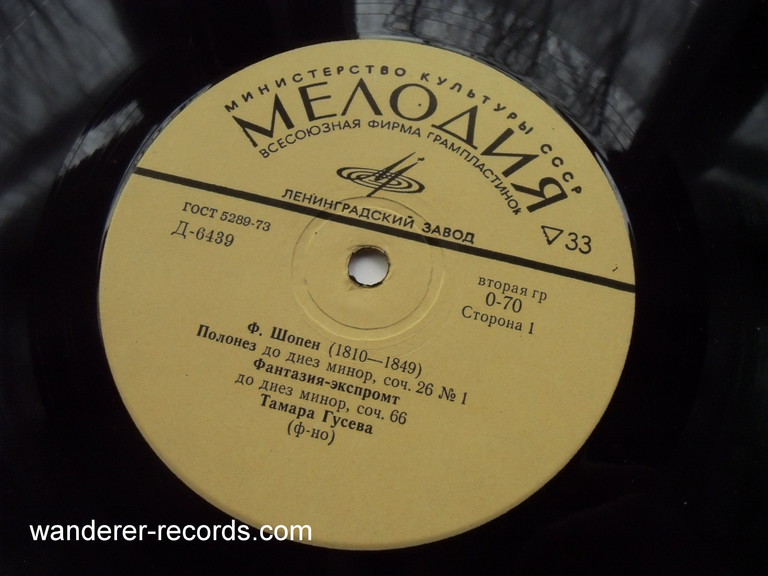 МИНИСТЕРСТВО КУЛЬТУРЫ СССР
МЕЛОДИЯ
ВСЕСОЮЗНАЯ ФИРМА ГРАМПЛАСТИНОК
ЛЕНИНГРАДСКИЙ ЗАВОД
33
ГОСТ 5289-73
Д-6439
вторая гр
0-70
Сторона 1
Ф. Шопен (1810—1849)
Полонез до диез минор, соч. 26 № 1
Фантазия-экспромт
до диез минор, соч. 66
Тамара Гусева
(ф-но)
wanderer-records.com